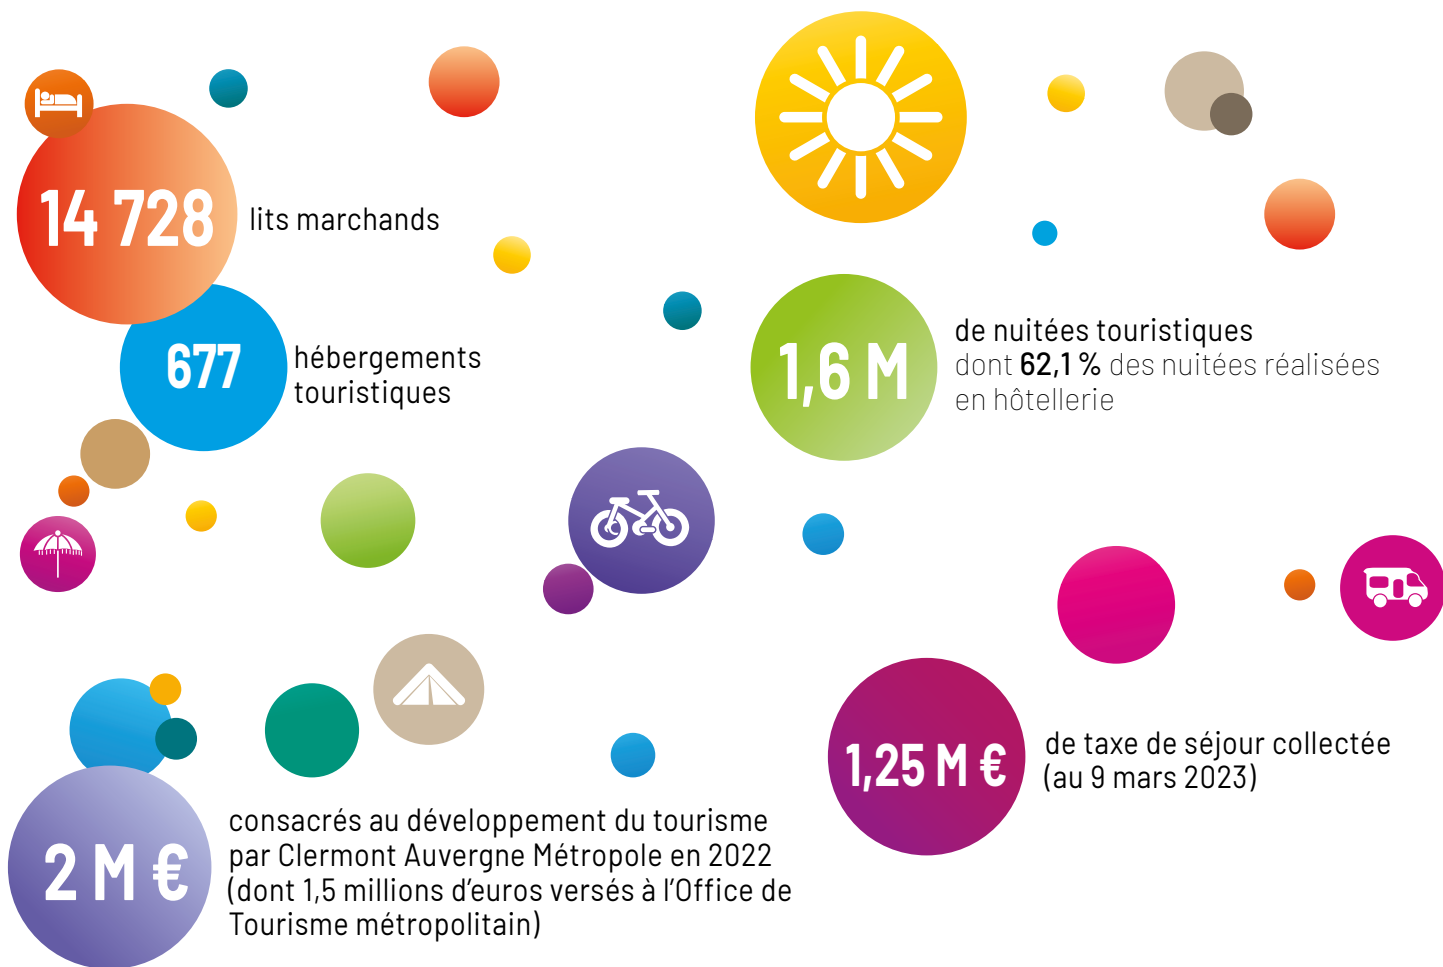 14 728
lits marchands
677
hébergements
touristiques
1,6 M
de nuitées touristiques
dont 62,1 % des nuitées réalisées
en hôtellerie
1,25 M €
de taxe de séjour collectée
(au 9 mars 2023)
2 M €
consacrés au développement du tourisme
par Clermont Auvergne Métropole en 2022
(dont 1,5 millions d’euros versés à l’Office de
Tourisme métropolitain)